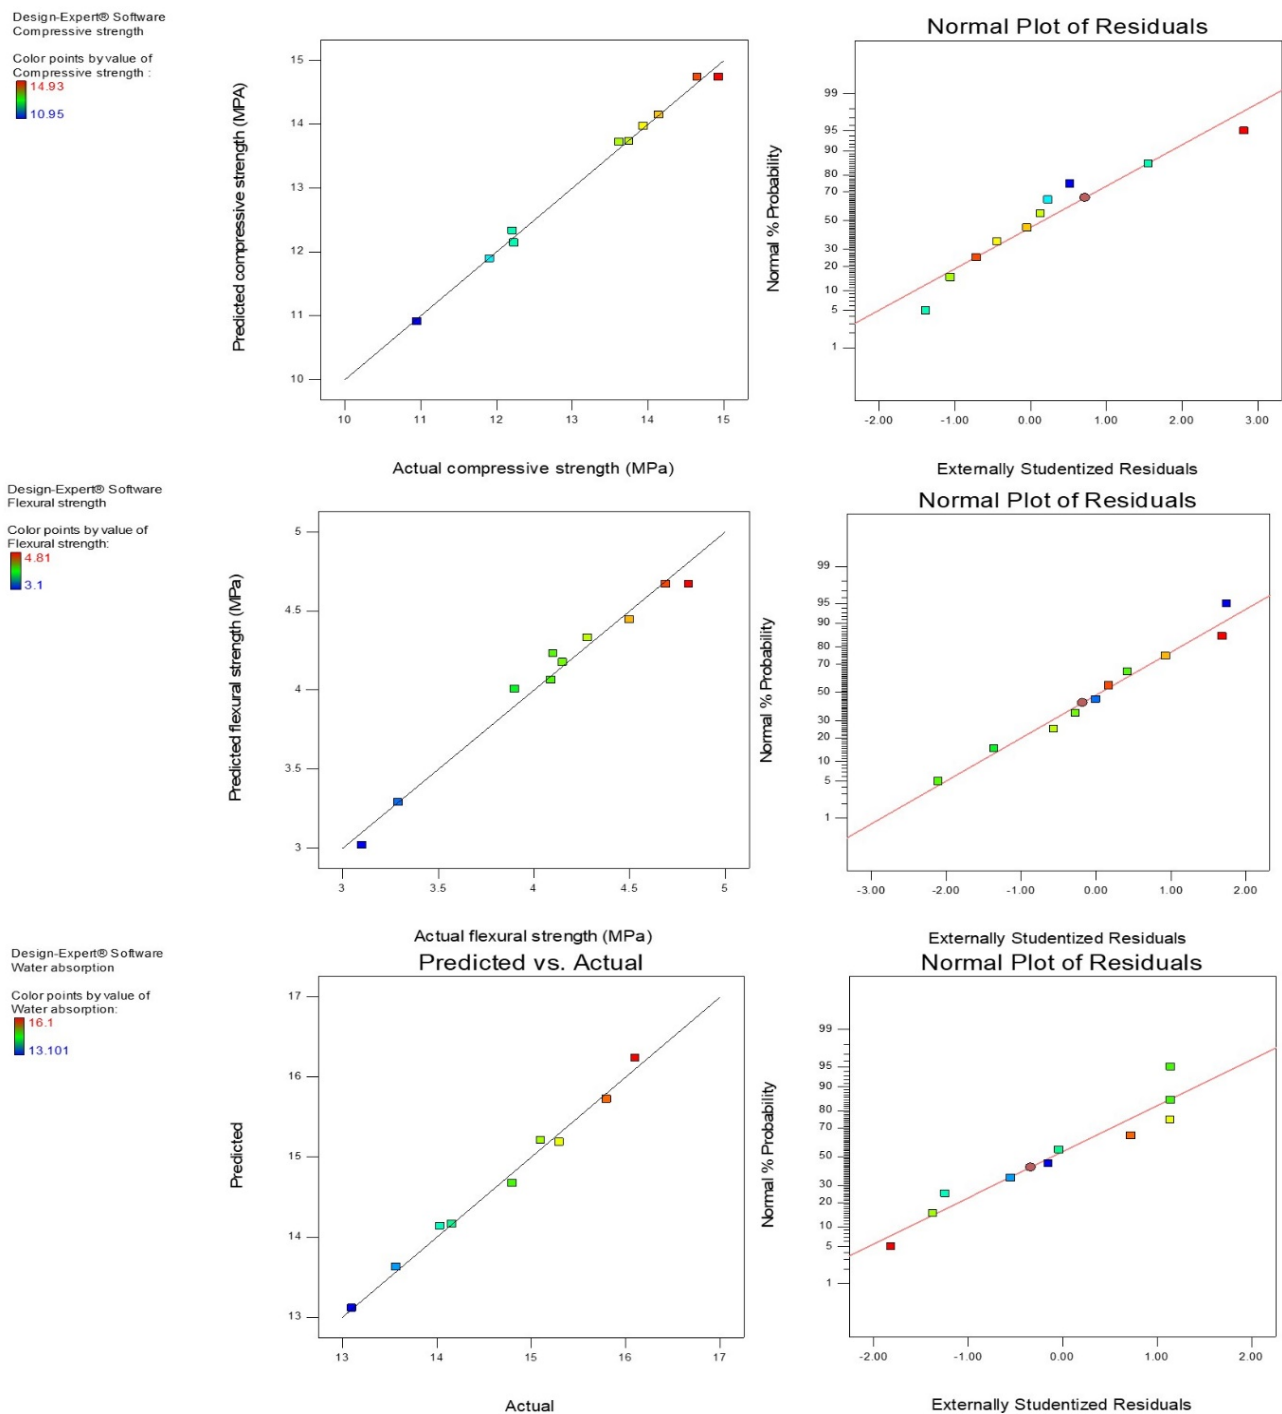 Design-Expert® Software
Compressive strength
Color points by value of
Compressive strength :
14.93
10.95
Predicted compressive strength (MPA)
15
14
13
12
11
10
10 11 12 13 14 15
Actual compressive strength (MPa)
Normal Plot of Residuals
Normal % Probability
99
95
90
80
70
50
30
20
10
5
1
-2.00 -1.00 0.00 1.00 2.00 3.00
Externally Studentized Residuals
Design-Expert® Software
Flexural strength
Color points by value of
Flexural strength:
4.81
3.1
Predicted flexural strength (MPa)
5
4.5
4
3.5
3
3 3.5 4 4.5 5
Actual flexural strength (MPa)
Normal Plot of Residuals
Normal % Probability
99
95
90
80
70
50
30
20
10
5
1
-3.00 -2.00 -1.00 0.00 1.00 2.00
Externally Studentized Residuals
Design-Expert® Software
Water absorption
Color points by value of
Water absorption:
16.1
13.101
Predicted vs. Actual
Predicted
17
16
15
14
13
13 14 15 16 17
Actual
Normal Plot of Residuals
Normal % Probability
99
95
90
80
70
50
30
20
10
5
1
-2.00 -1.00 0.00 1.00 2.00
Externally Studentized Residuals